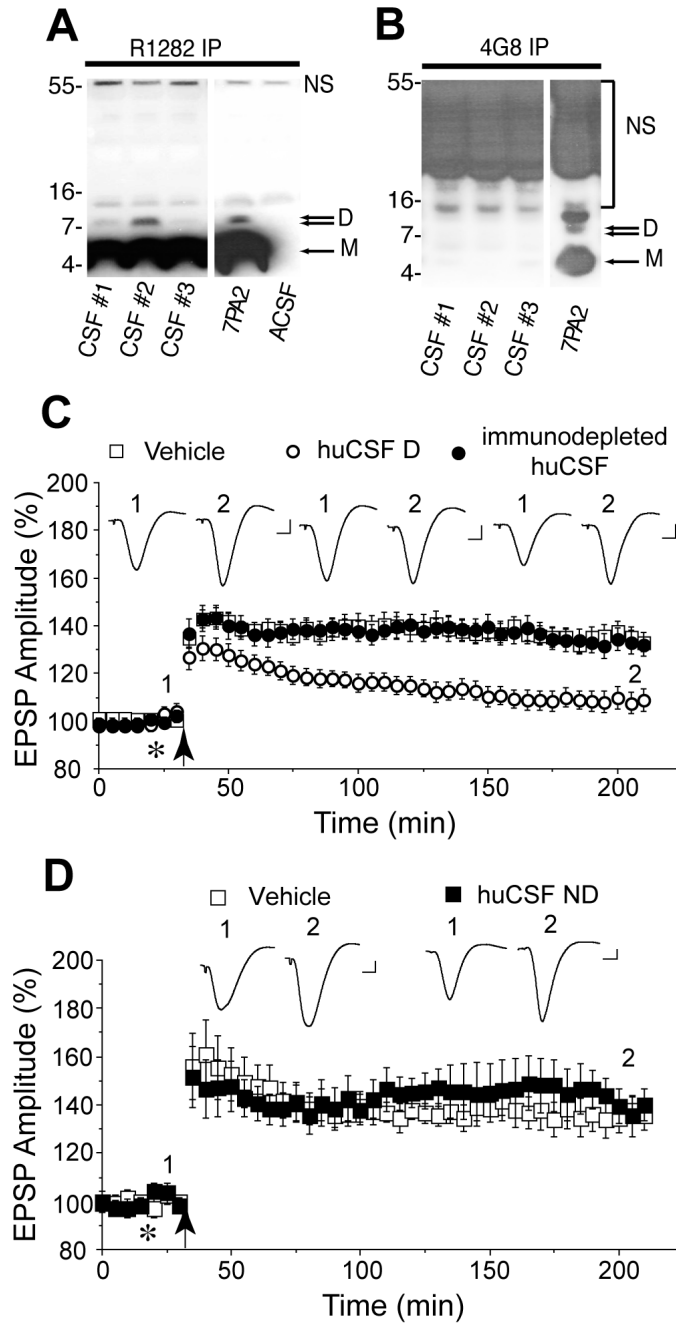 A
R1282 IP
55-
NS
16-
7-
D
4-
M
CSF #1
CSF #2
CSF #3
7PA2
ACSF
B
4G8 IP
55-
NS
16-
7-
D
4-
M
CSF #1
CSF #2
CSF #3
7PA2
C
Vehicle
huCSF D
immunodepleted
huCSF
200
180
160
140
120
100
80
EPSP Amplitude (%)
1 2 1 2 1 2
1
2
*
0 50 100 150 200
Time (min)
D
Vehicle
huCSF ND
200
180
160
140
120
100
80
EPSP Amplitude (%)
1 2 1 2
1
2
*
0 50 100 150 200
Time (min)